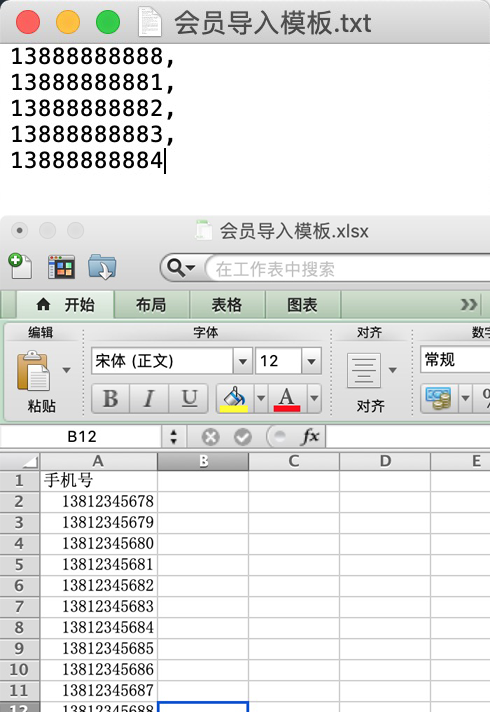 会员导入模板.txt
13888888888,
13888888881,
13888888882,
13888888883,
13888888884
会员导入模板.xlsx
在工作表中搜索
开始 布局 表格 图表 >>
编辑 字体 对齐
粘贴 宋体 (正文) 12 对齐 常规
B I U A
B12 fx
A B C D E
1 手机号
2 13812345678
3 13812345679
4 13812345680
5 13812345681
6 13812345682
7 13812345683
8 13812345684
9 13812345685
10 13812345686
11 13812345687
12 13812345688